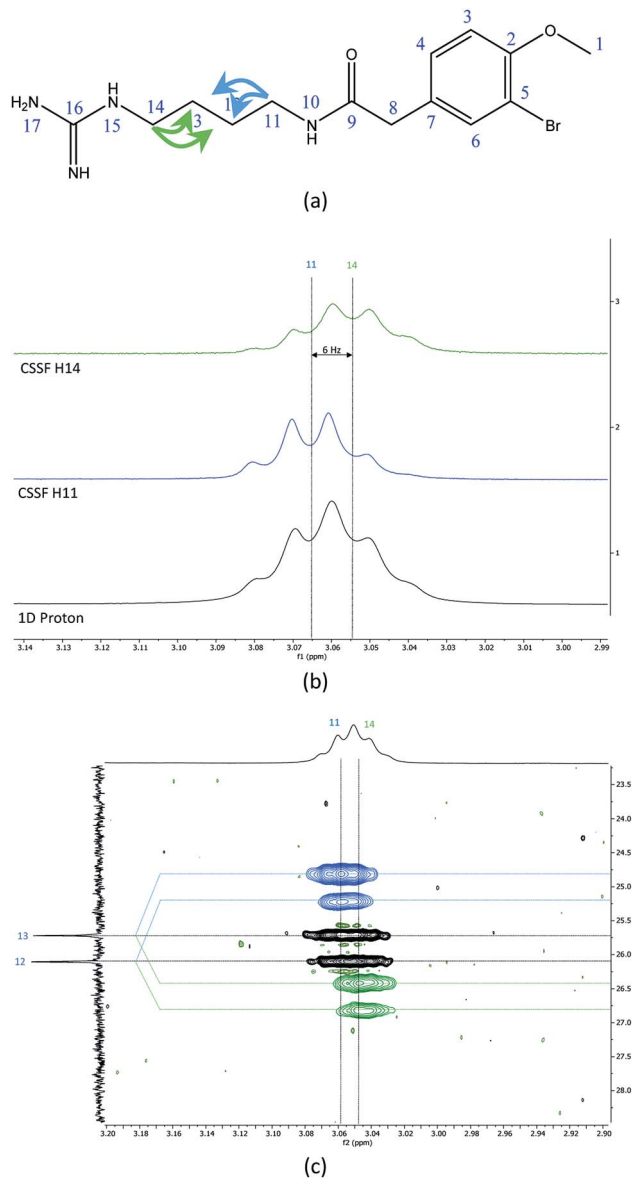 3
4 2 O 1
O
H 14 1 10 5
H₂N N 16 8 Br
17 15 3 11 N 9 7 6
H
NH
(a)
11 14
3
6 Hz
CSSF H14
2
CSSF H11
1
1D Proton
3.14 3.13 3.12 3.11 3.10 3.09 3.08 3.07 3.06 3.05 3.04 3.03 3.02 3.01 3.00 2.99
f1 (ppm)
(b)
11 14
23.5
24.0
24.5
25.0
25.5
13
26.0
12
26.5
27.0
27.5
28.0
3.20 3.18 3.16 3.14 3.12 3.10 3.08 3.06 3.04 3.02 3.00 2.98 2.96 2.94 2.92 2.90
f2 (ppm)
(c)